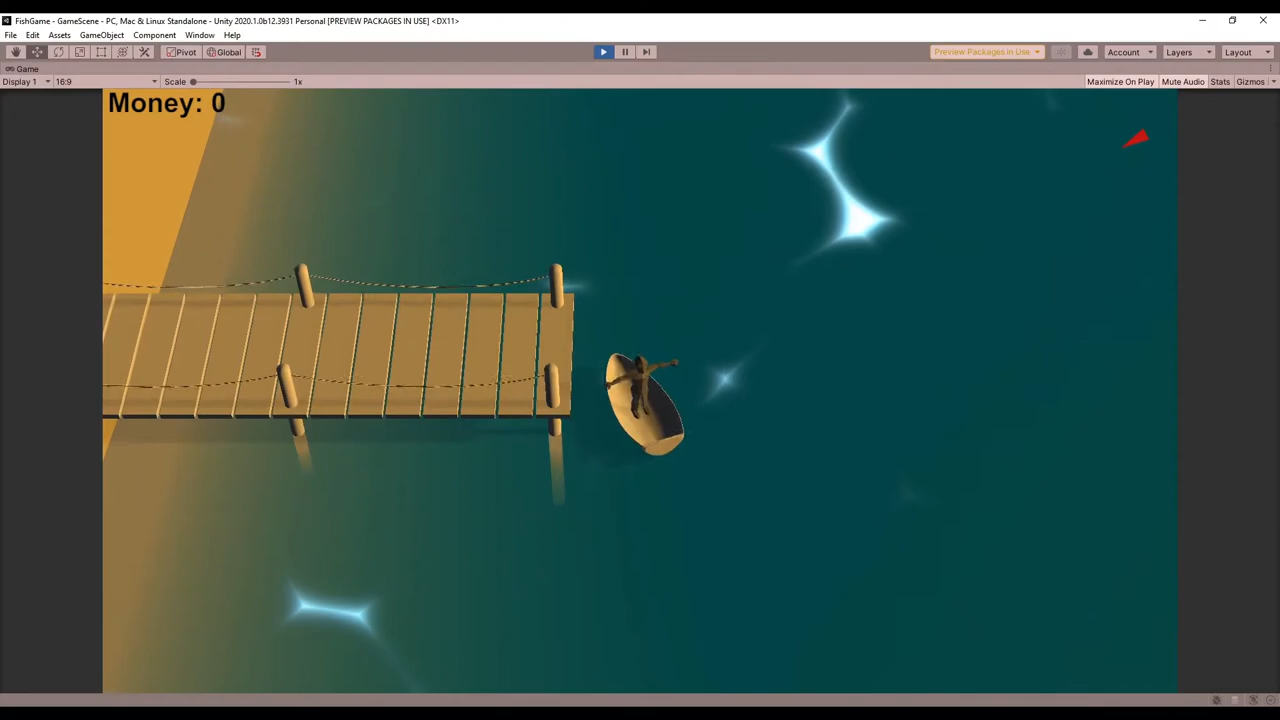 FishGame - GameScene - PC, Mac & Linux Standalone - Unity 2020.1.0b12.3931 Personal [PREVIEW PACKAGES IN USE] <DX11>
File Edit Assets GameObject Component Window Help
Pivot Global Preview Packages in Use Account Layers Layout
Game
Display 1 16:9 Scale 1x Maximize On Play Mute Audio Stats Gizmos
Money: 0